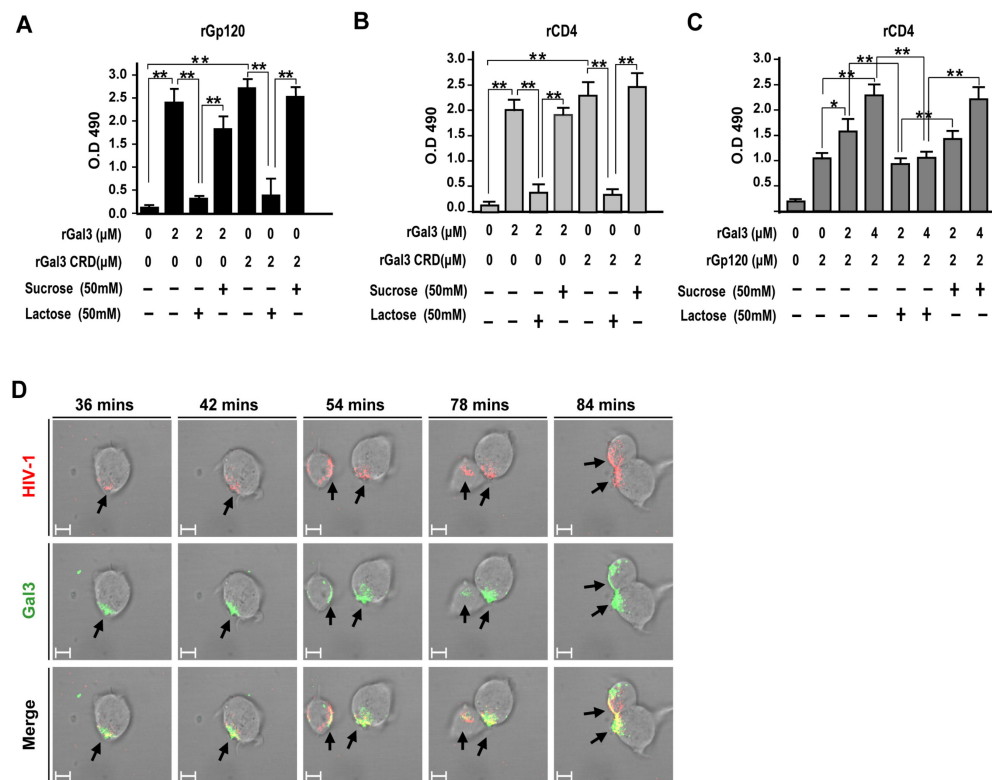 A
rGp120
**
** ** ** ** **
3.0
2.5
2.0
1.5
1.0
0.5
0.0
O.D 490
rGal3 (µM) 0 2 2 2 0 0 0
rGal3 CRD(µM) 0 0 0 0 2 2 2
Sucrose (50mM) – – – + – – +
Lactose (50mM) – – + – – + –
B
rCD4
**
** ** ** ** **
3.0
2.5
2.0
1.5
1.0
0.5
0.0
O.D 490
rGal3 (µM) 0 2 2 2 0 0 0
rGal3 CRD(µM) 0 0 0 0 2 2 2
Sucrose (50mM) – – – + – – +
Lactose (50mM) – – + – – + –
C
rCD4
**
**
** **
* **
3.0
2.5
2.0
1.5
1.0
0.5
0.0
O.D 490
rGal3 (µM) 0 0 2 4 2 4 2 4
rGp120 (µM) 0 2 2 2 2 2 2 2
Sucrose (50mM) – – – – – – + +
Lactose (50mM) – – – – + + – –
D
36 mins 42 mins 54 mins 78 mins 84 mins
HIV-1
Gal3
Merge